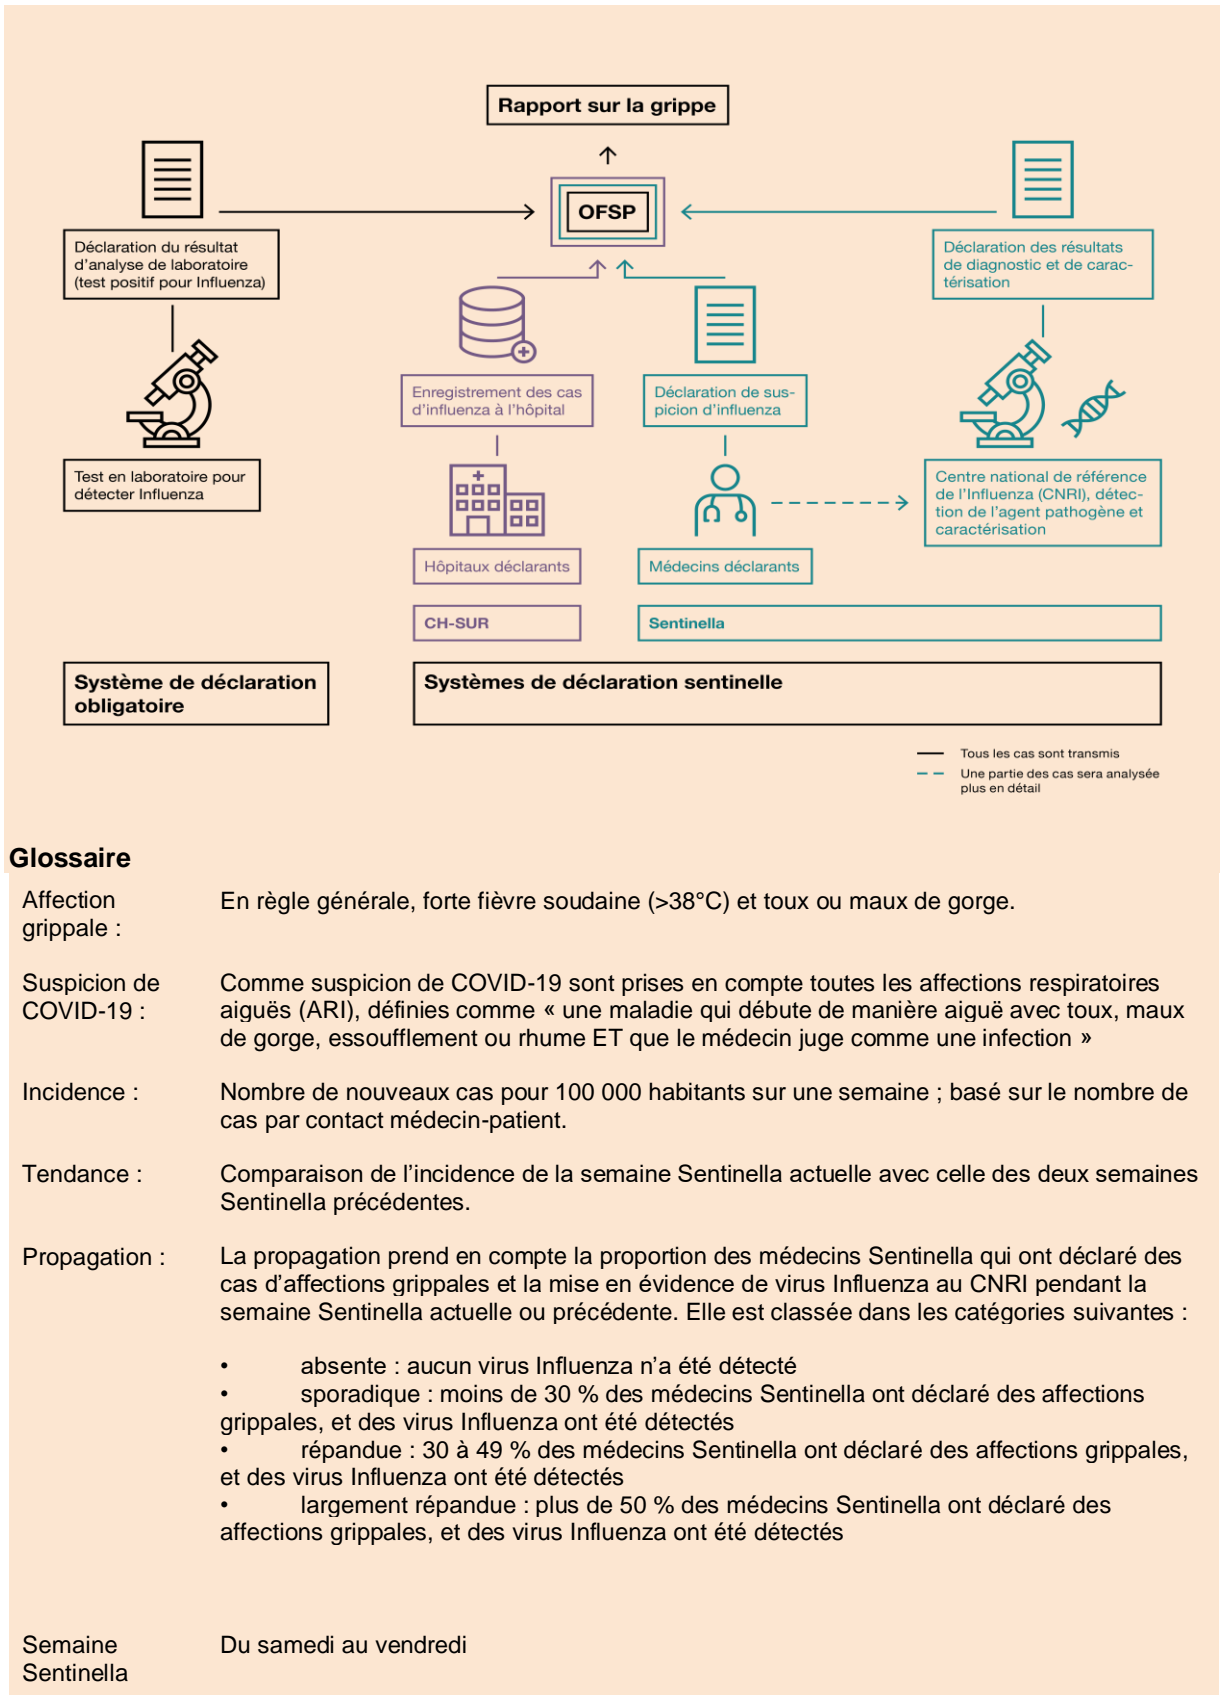 Rapport sur la grippe
OFSP
Déclaration du résultat
d'analyse de laboratoire
(test positif pour Influenza)
Déclaration des résultats
de diagnostic et de carac-
térisation
Enregistrement des cas
d'influenza à l'hôpital
Déclaration de sus-
picion d'influenza
Test en laboratoire pour
détecter Influenza
Centre national de référence
de l'Influenza (CNRI), détec-
tion de l'agent pathogène et
caractérisation
Hôpitaux déclarants
Médecins déclarants
CH-SUR
Sentinella
Système de déclaration
obligatoire
Systèmes de déclaration sentinelle
Tous les cas sont transmis
Une partie des cas sera analysée
plus en détail
Glossaire
Affection
grippale :
En règle générale, forte fièvre soudaine (>38°C) et toux ou maux de gorge.
Suspicion de
COVID-19 :
Comme suspicion de COVID-19 sont prises en compte toutes les affections respiratoires
aiguës (ARI), définies comme « une maladie qui débute de manière aiguë avec toux, maux
de gorge, essoufflement ou rhume ET que le médecin juge comme une infection »
Incidence :
Nombre de nouveaux cas pour 100 000 habitants sur une semaine ; basé sur le nombre de
cas par contact médecin-patient.
Tendance :
Comparaison de l'incidence de la semaine Sentinella actuelle avec celle des deux semaines
Sentinella précédentes.
Propagation :
La propagation prend en compte la proportion des médecins Sentinella qui ont déclaré des
cas d'affections grippales et la mise en évidence de virus Influenza au CNRI pendant la
semaine Sentinella actuelle ou précédente. Elle est classée dans les catégories suivantes :
• absente : aucun virus Influenza n'a été détecté
• sporadique : moins de 30 % des médecins Sentinella ont déclaré des affections
grippales, et des virus Influenza ont été détectés
• répandue : 30 à 49 % des médecins Sentinella ont déclaré des affections grippales,
et des virus Influenza ont été détectés
• largement répandue : plus de 50 % des médecins Sentinella ont déclaré des
affections grippales, et des virus Influenza ont été détectés
Semaine
Sentinella
Du samedi au vendredi